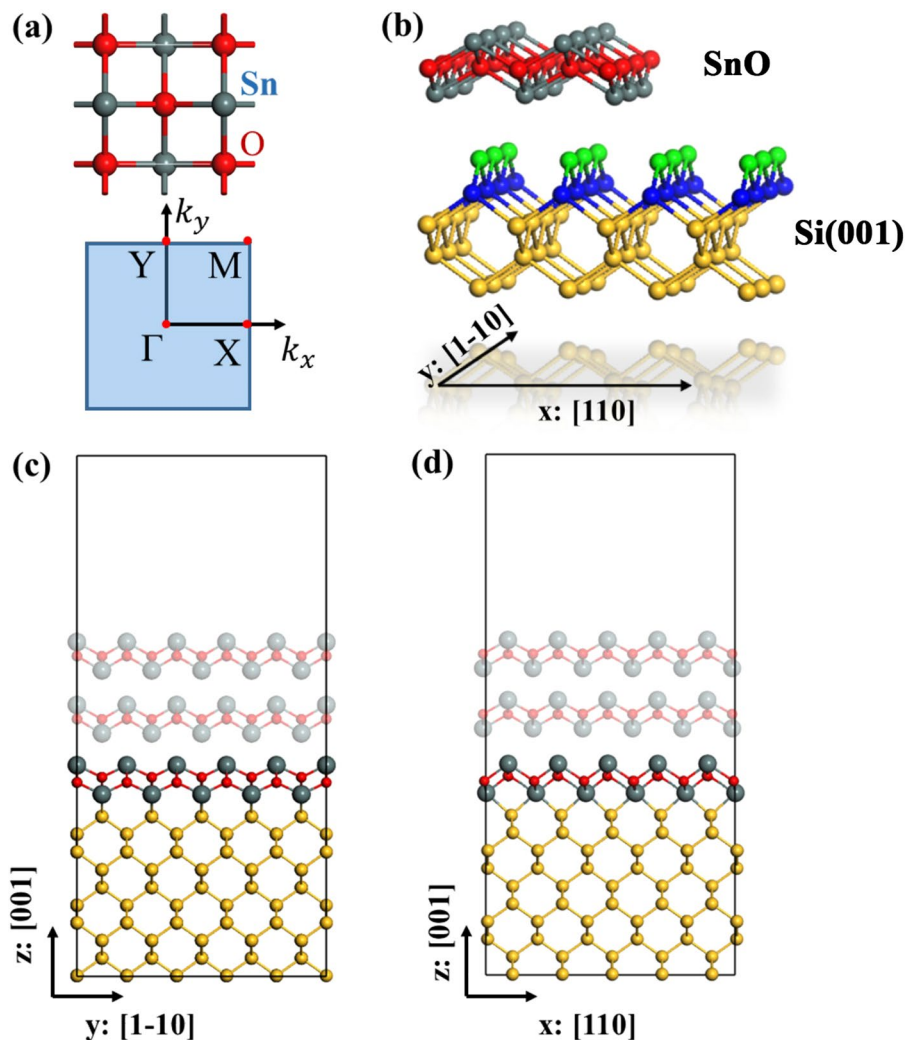 (a)
Sn
O
k_y
Y
M
Γ
X
k_x
(b)
SnO
Si(001)
y: [1-10]
x: [110]
(c)
z: [001]
y: [1-10]
(d)
z: [001]
x: [110]